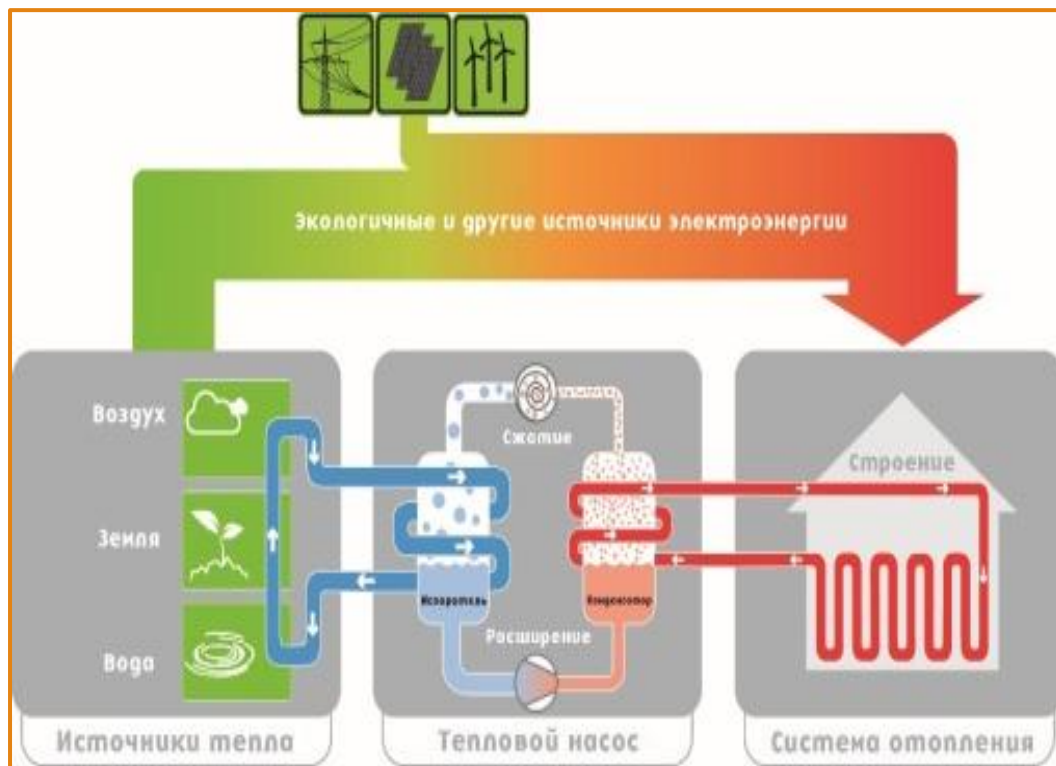 Экологичные и другие источники электроэнергии
Воздух
Земля
Вода
Сжатие
Испаритель
Конденсатор
Расширение
Строение
Источники тепла
Тепловой насос
Система отопления